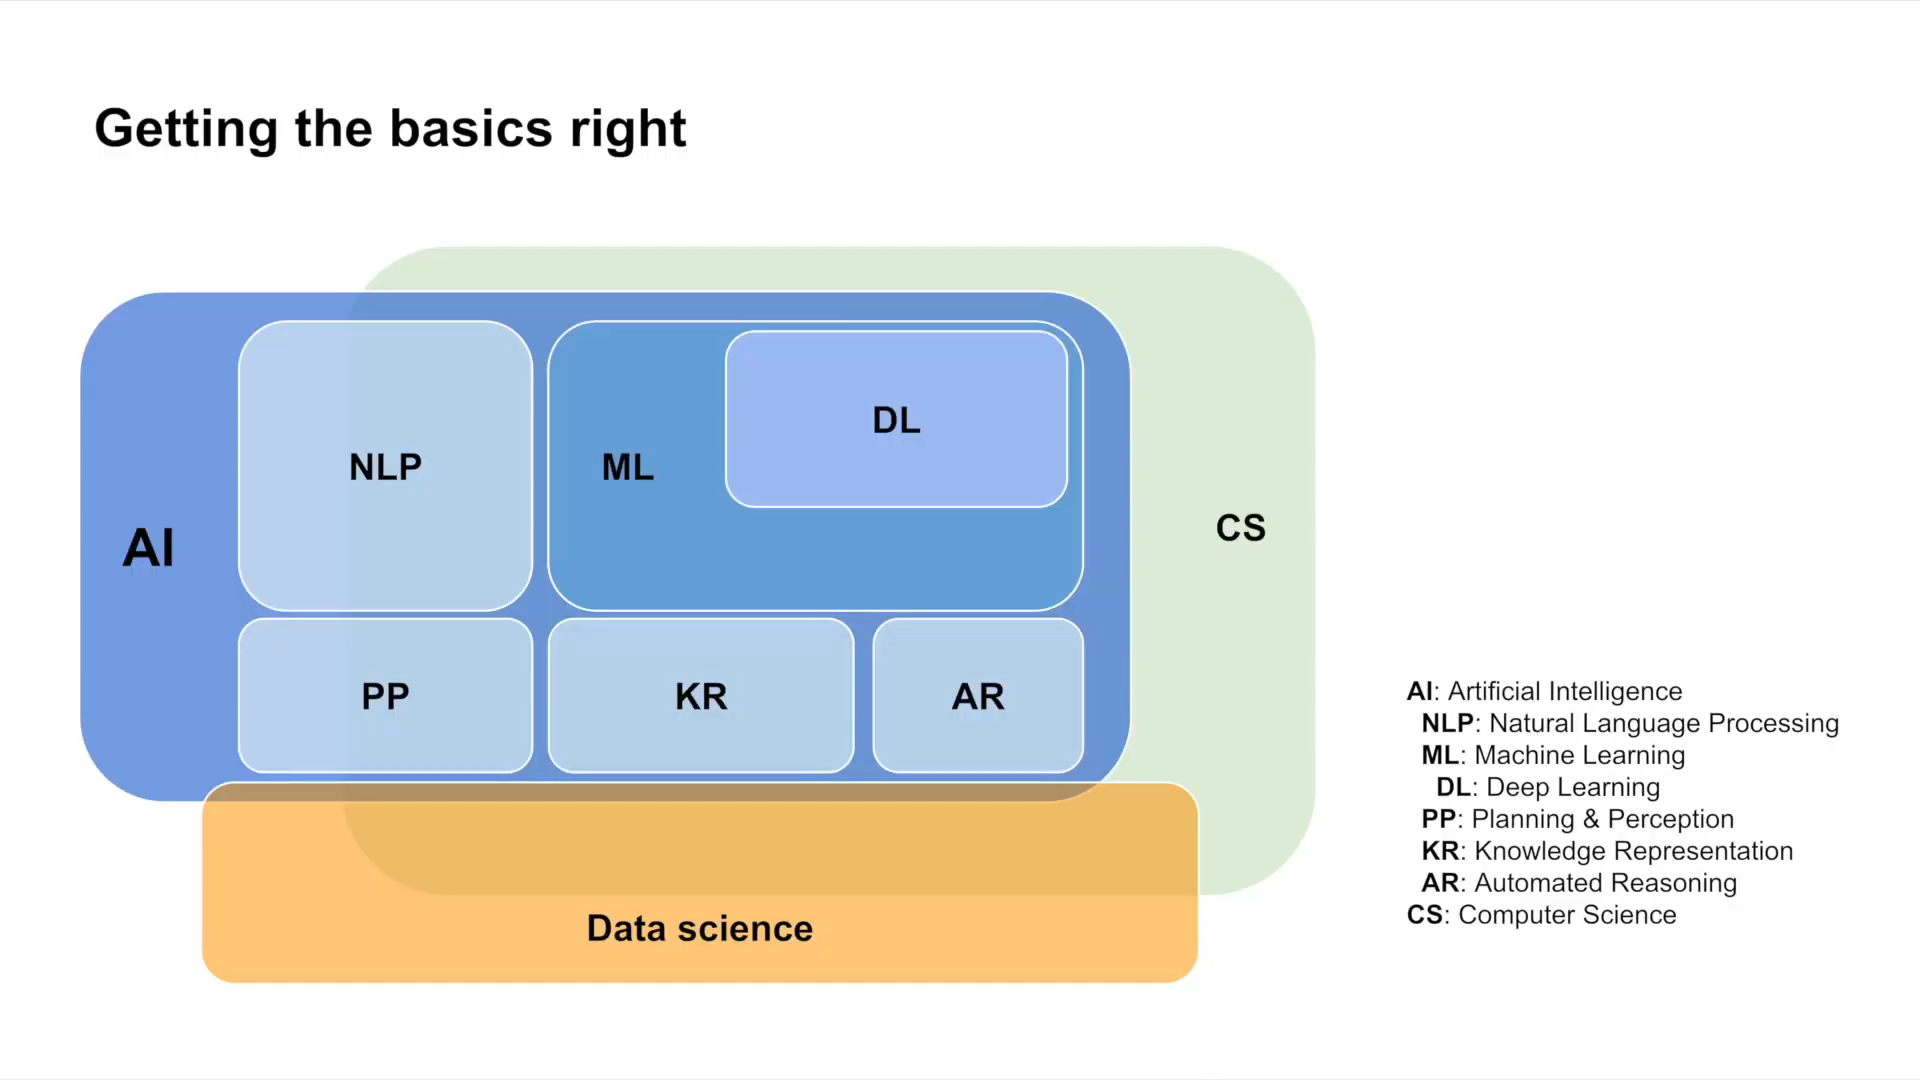 Getting the basics right
DL
NLP
ML
CS
AI
PP
KR
AR
Data science
AI: Artificial Intelligence
NLP: Natural Language Processing
ML: Machine Learning
DL: Deep Learning
PP: Planning & Perception
KR: Knowledge Representation
AR: Automated Reasoning
CS: Computer Science